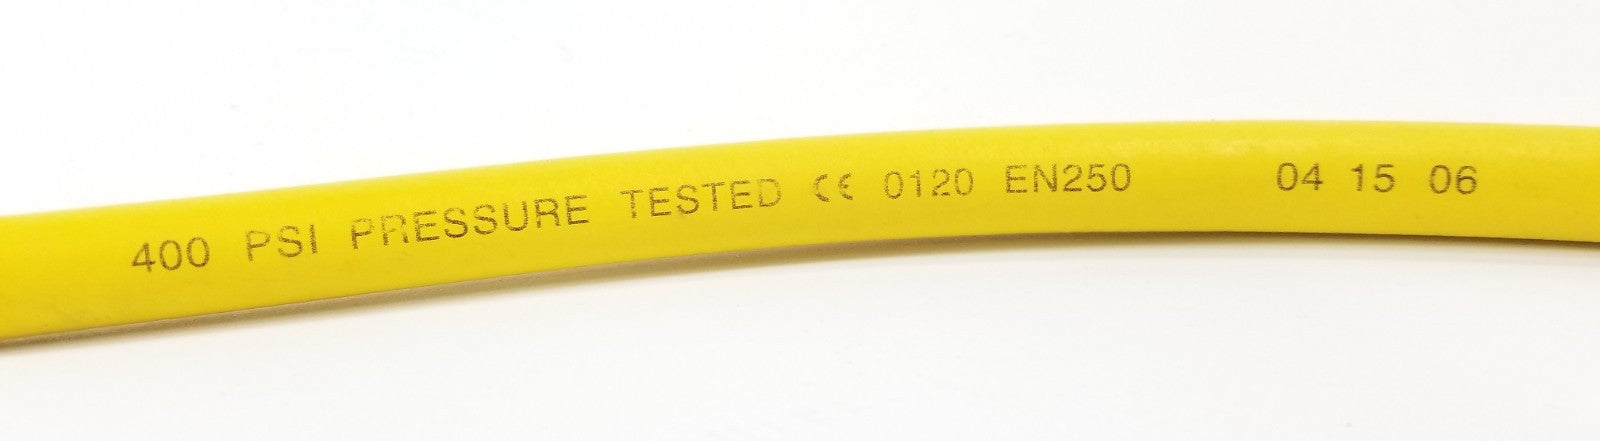 400 PSI PRESSURE TESTED CE 0120 EN250 04 15 06